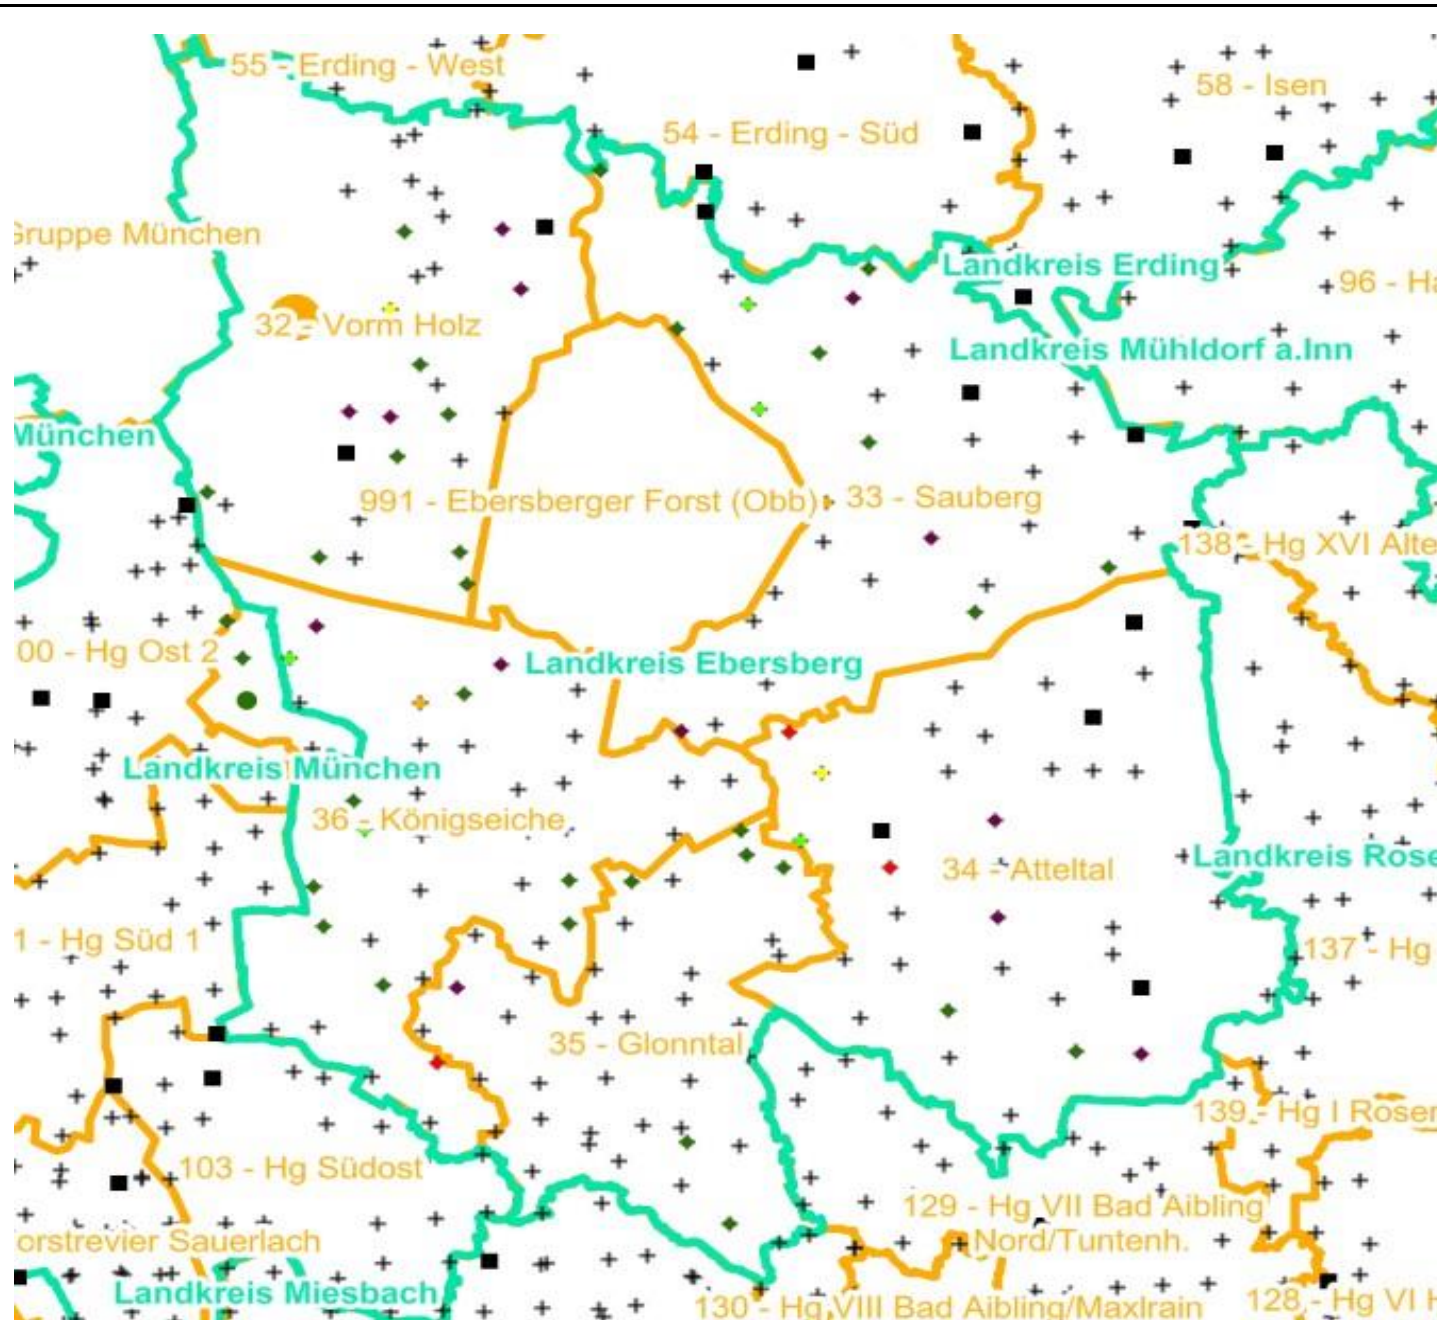 55 - Erding - West
58 - Isen
54 - Erding - Süd
Gruppe München
Landkreis Erding
96 - Ha
32 - Vorm Holz
Landkreis Mühldorf a.Inn
München
991 - Ebersberger Forst (Obb)
33 - Sauberg
138 - Hg XVI Alte
00 - Hg Ost 2
Landkreis Ebersberg
Landkreis München
36 - Königseiche
Landkreis Rose
34 - Atteltal
1 - Hg Süd 1
137 - Hg
35 - Glonntal
139 - Hg I Rosen
103 - Hg Südost
129 - Hg VII Bad Aibling
Nord/Tuntenh.
orstrevier Sauerlach
Landkreis Miesbach
130 - Hg VIII Bad Aibling/Maxlrain
128 - Hg VI H